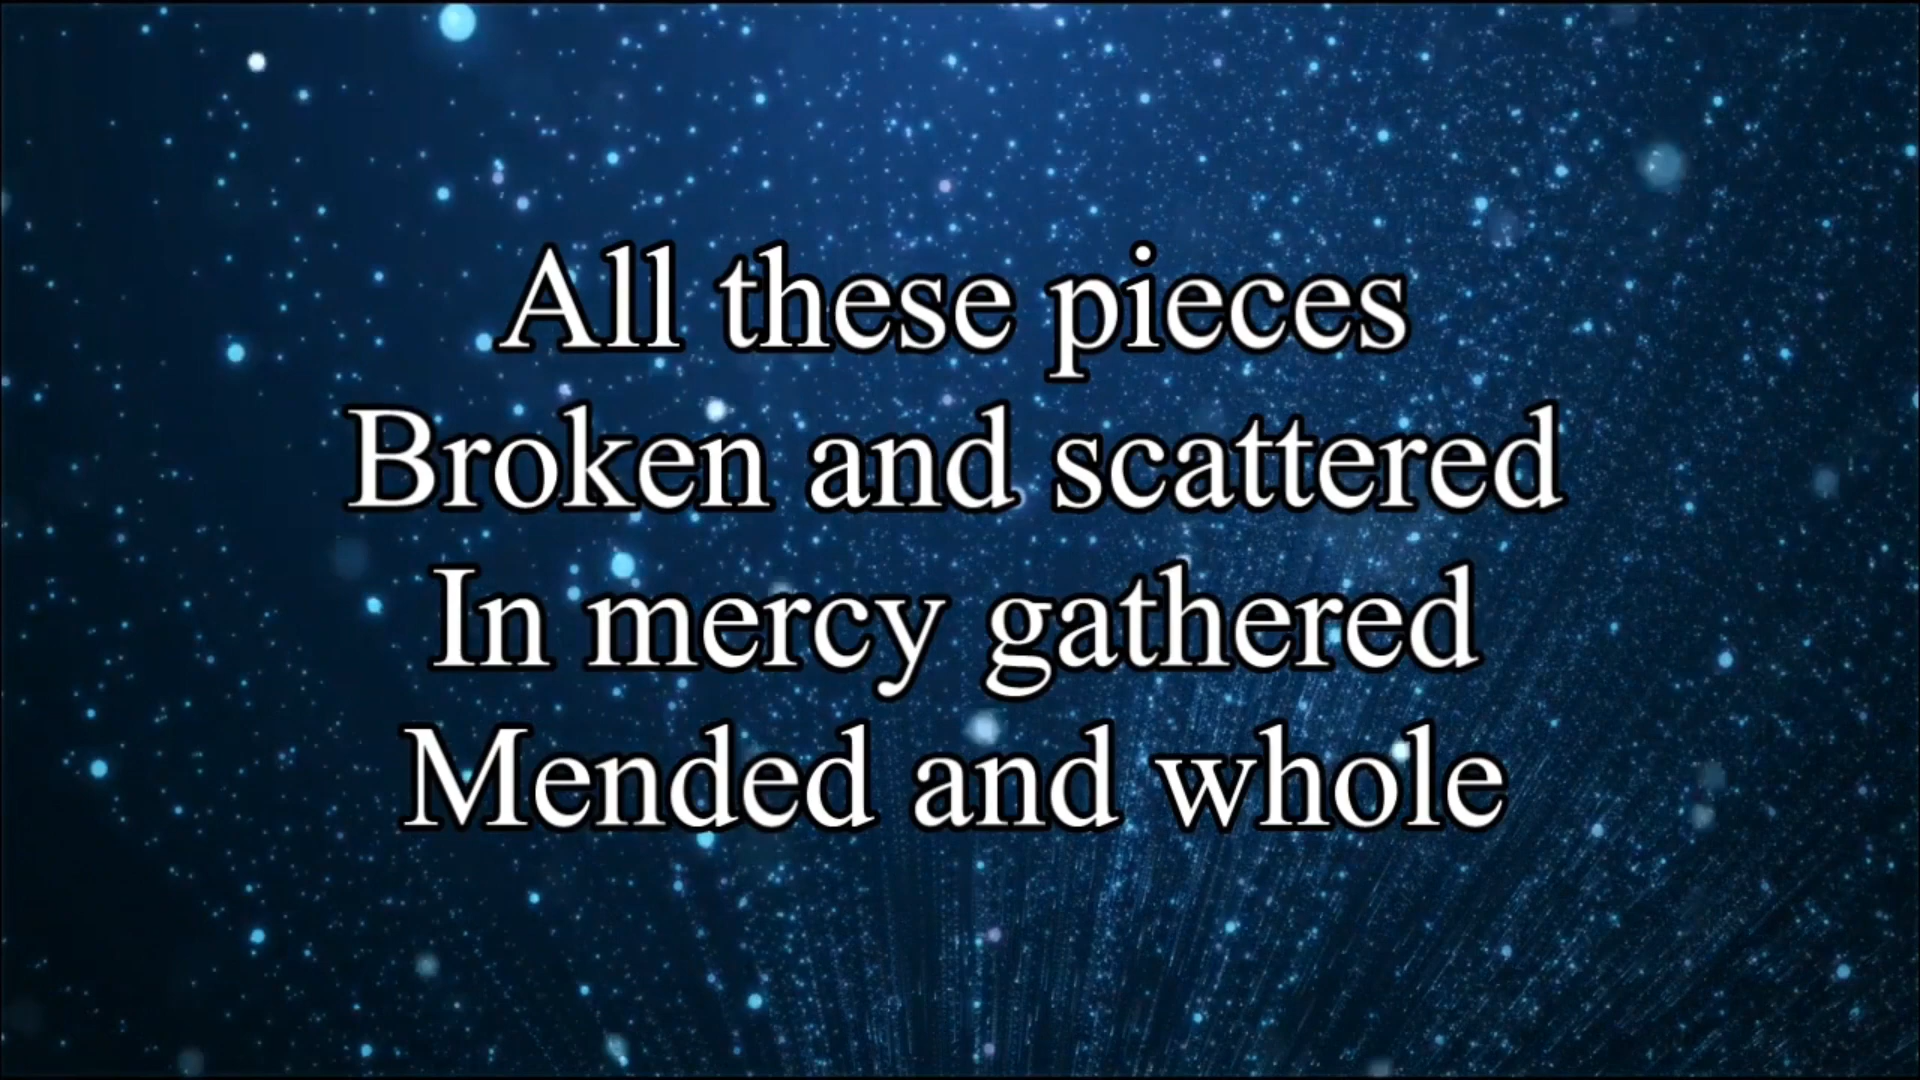 All these pieces
Broken and scattered
In mercy gathered
Mended and whole